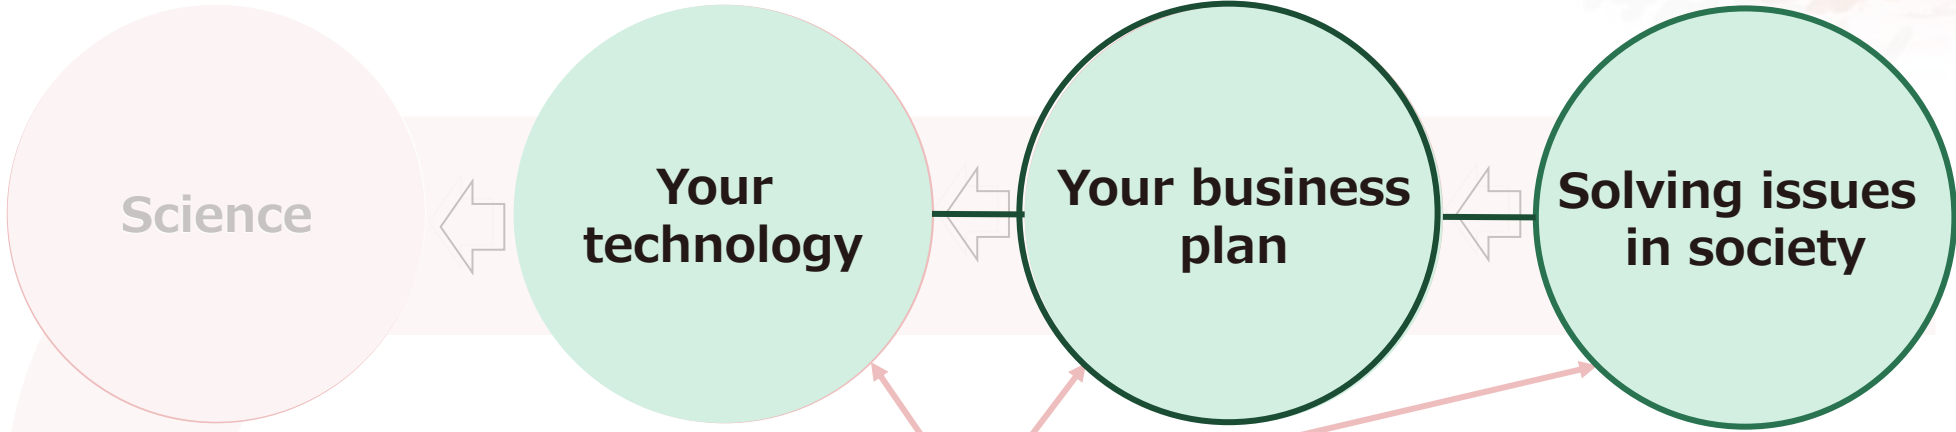 Science
Your
technology
Your business
plan
Solving issues
in society